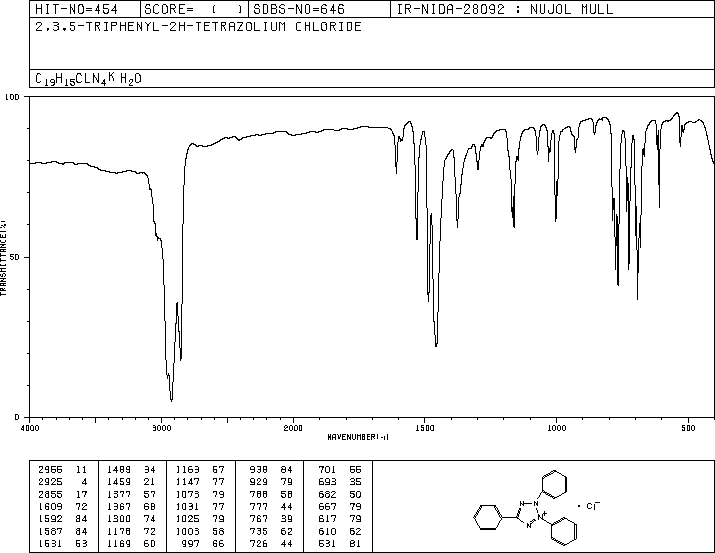 HIT-NO=454 SCORE= ( ) SDBS-NO=646 IR-NIDA-28092 : NUJOL MULL
2.3.5-TRIPHENYL-2H-TETRAZOLIUM CHLORIDE
C19H15CLN4 * H2O
100
50
0
TRANSMITTANCE(%)
4000 3000 2000 1500 1000 500
WAVENUMBER(-1)
2966 11 1489 34 1163 57 938 84 701 55
2925 4 1459 21 1147 77 929 79 693 35
2855 17 1377 57 1073 79 788 58 682 50
1609 72 1367 68 1031 77 777 44 667 79
1592 84 1300 74 1025 79 767 39 617 79
1587 84 1178 72 1003 58 735 62 610 62
1531 53 1169 60 997 66 726 44 531 81
N N
N N+
· Cl−